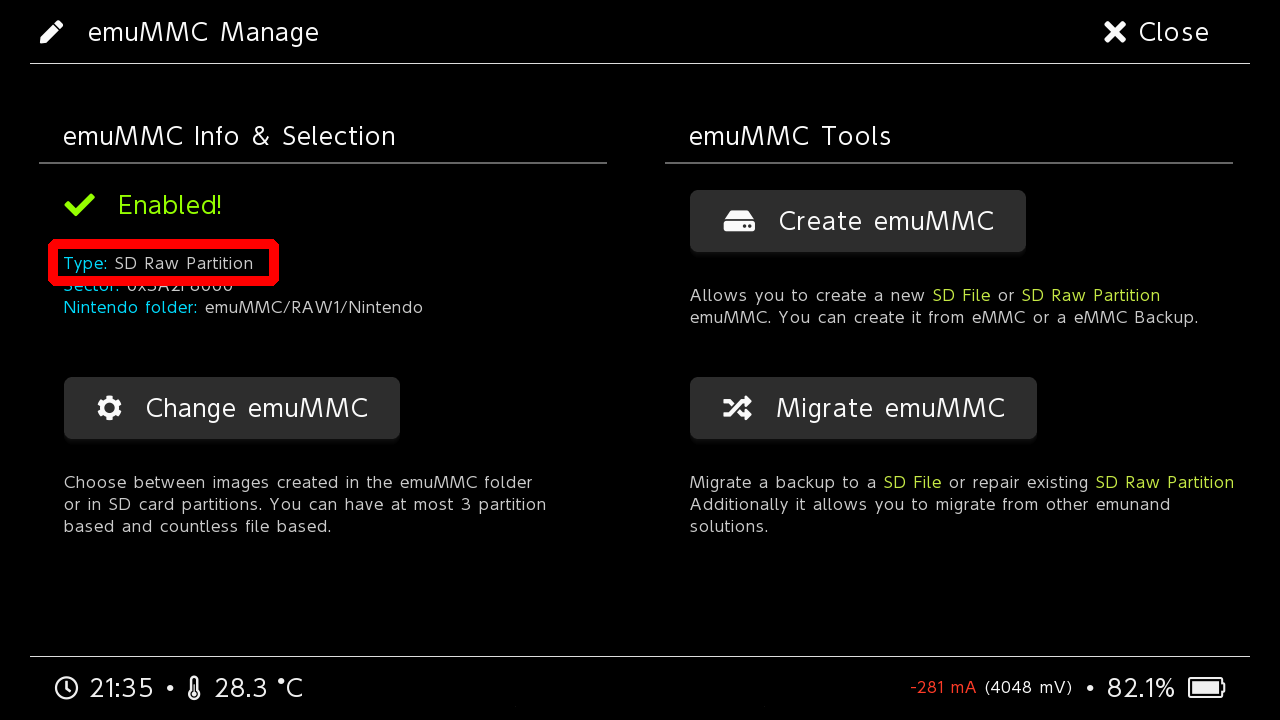 emuMMC Manage
Close
emuMMC Info & Selection
Enabled!
Type: SD Raw Partition
Sector:
Nintendo folder: emuMMC/RAW1/Nintendo
Change emuMMC
Choose between images created in the emuMMC folder
or in SD card partitions. You can have at most 3 partition
based and countless file based.
emuMMC Tools
Create emuMMC
Allows you to create a new SD File or SD Raw Partition
emuMMC. You can create it from eMMC or a eMMC Backup.
Migrate emuMMC
Migrate a backup to a SD File or repair existing SD Raw Partition
Additionally it allows you to migrate from other emunand
solutions.
21:35 • 28.3 °C
-281 mA (4048 mV) • 82.1%